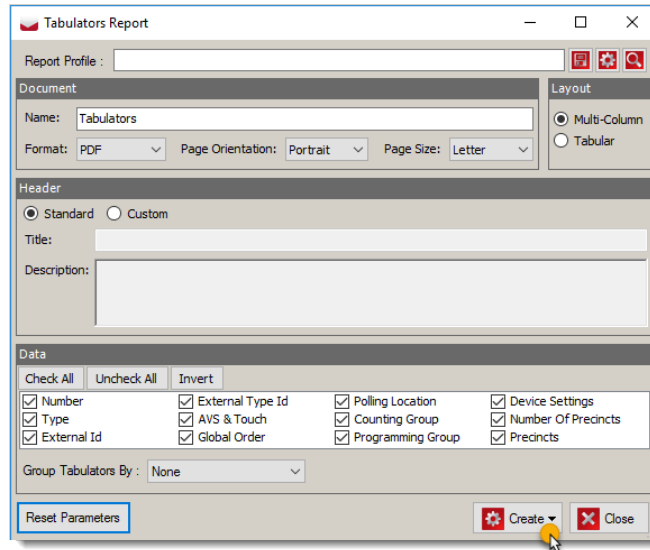 Tabulators Report
Report Profile :
Document
Layout
Name: Tabulators
Multi-Column
Format: PDF Page Orientation: Portrait Page Size: Letter
Tabular
Header
Standard Custom
Title:
Description:
Data
Check All Uncheck All Invert
Number External Type Id Polling Location Device Settings
Type AVS & Touch Counting Group Number Of Precincts
External Id Global Order Programming Group Precincts
Group Tabulators By : None
Reset Parameters Create Close